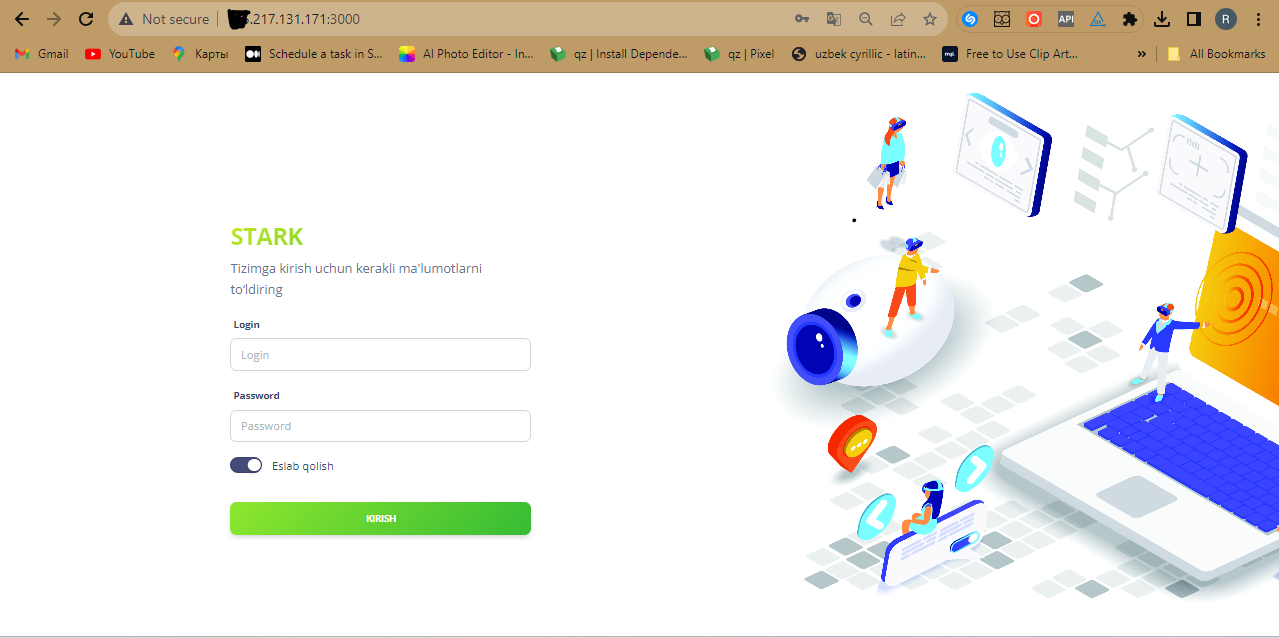 Not secure
.217.131.171:3000
API
R
Gmail
YouTube
Карты
Schedule a task in S...
AI Photo Editor - In...
qz | Install Depende...
qz | Pixel
uzbek cyrillic - latin...
Free to Use Clip Art...
»
All Bookmarks
STARK
Tizimga kirish uchun kerakli ma'lumotlarni
to'ldiring
Login
Login
Password
Password
Eslab qolish
KIRISH